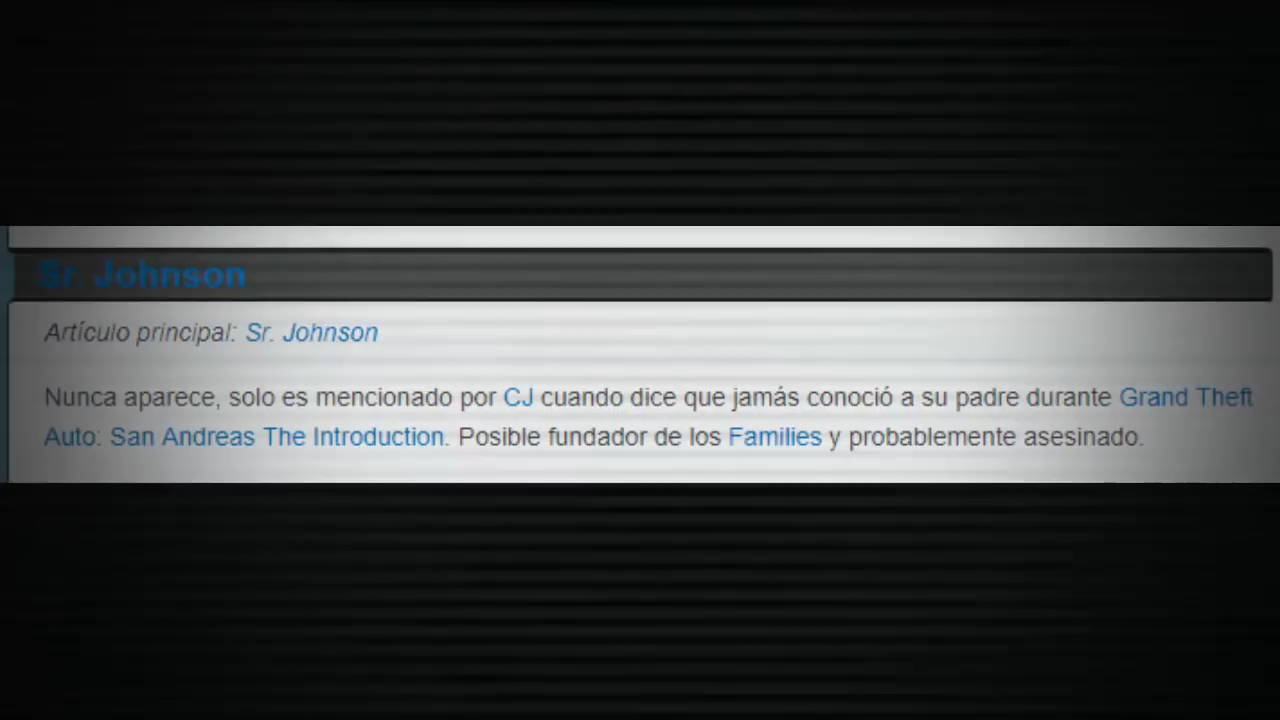 Sr. Johnson
Artículo principal: Sr. Johnson
Nunca aparece, solo es mencionado por CJ cuando dice que jamás conoció a su padre durante Grand Theft
Auto: San Andreas The Introduction. Posible fundador de los Families y probablemente asesinado.